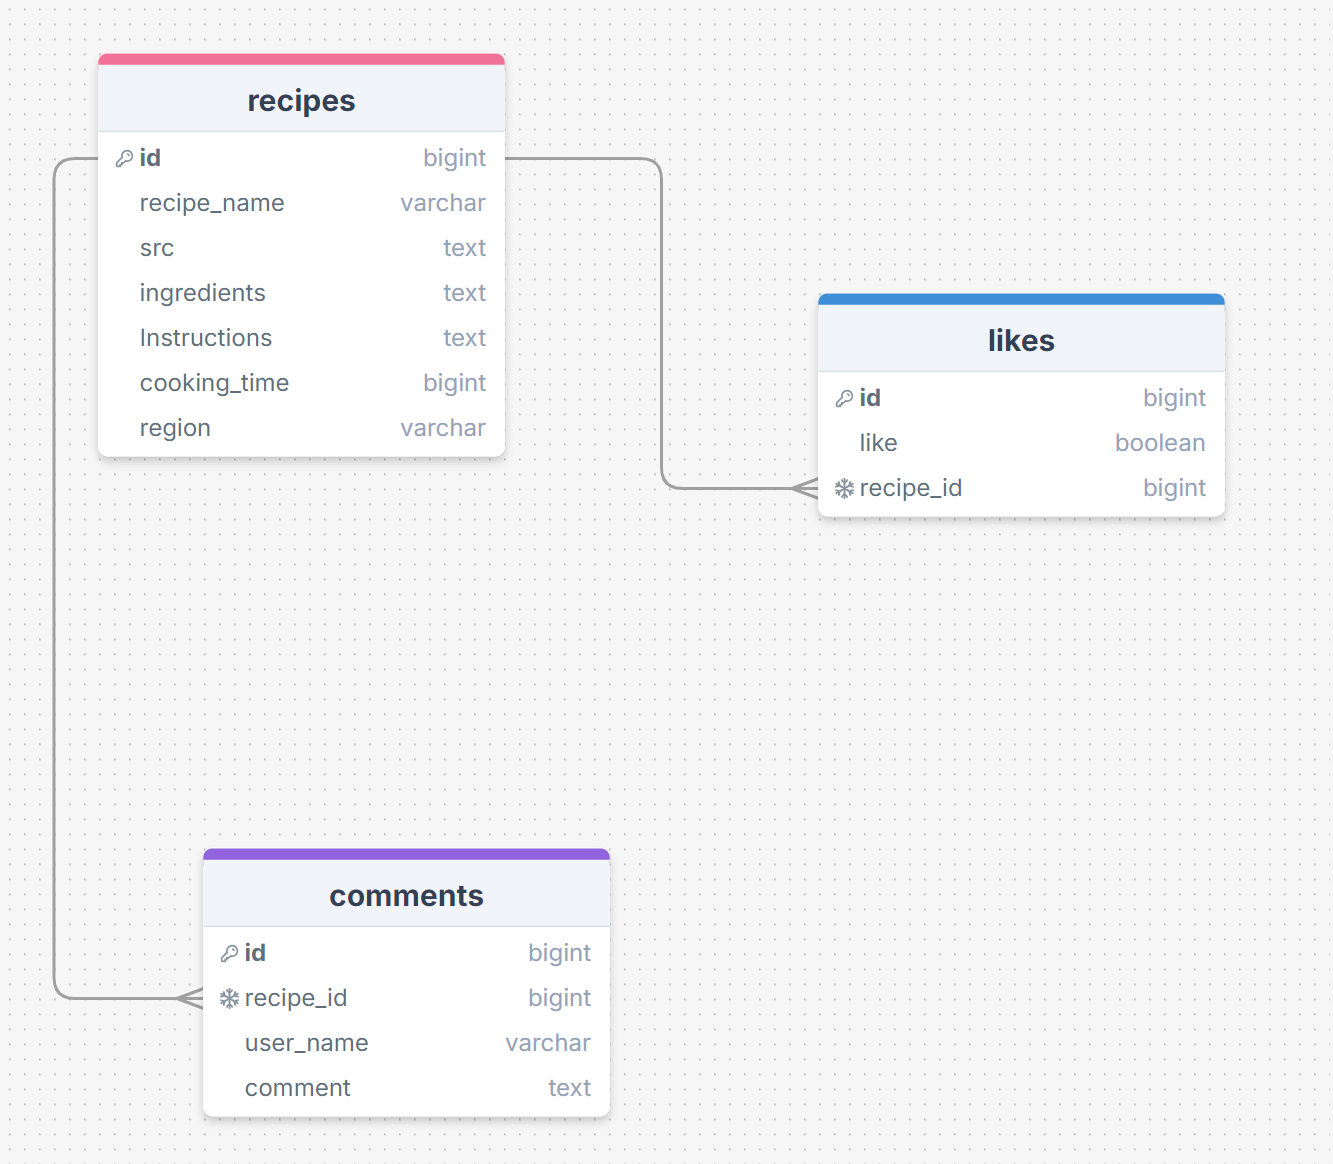 recipes
id bigint
recipe_name varchar
src text
ingredients text
Instructions text
cooking_time bigint
region varchar
likes
id bigint
like boolean
recipe_id bigint
comments
id bigint
recipe_id bigint
user_name varchar
comment text